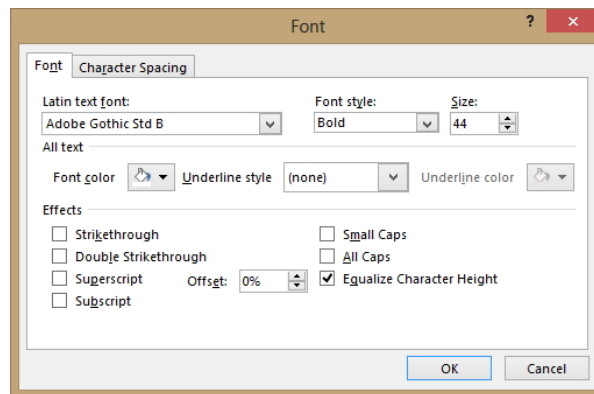 Font
? ×
Font Character Spacing
Latin text font: Font style: Size:
Adobe Gothic Std B Bold 44
All text
Font color Underline style (none) Underline color
Effects
Strikethrough Small Caps
Double Strikethrough All Caps
Superscript Offset: 0% Equalize Character Height
Subscript
OK Cancel